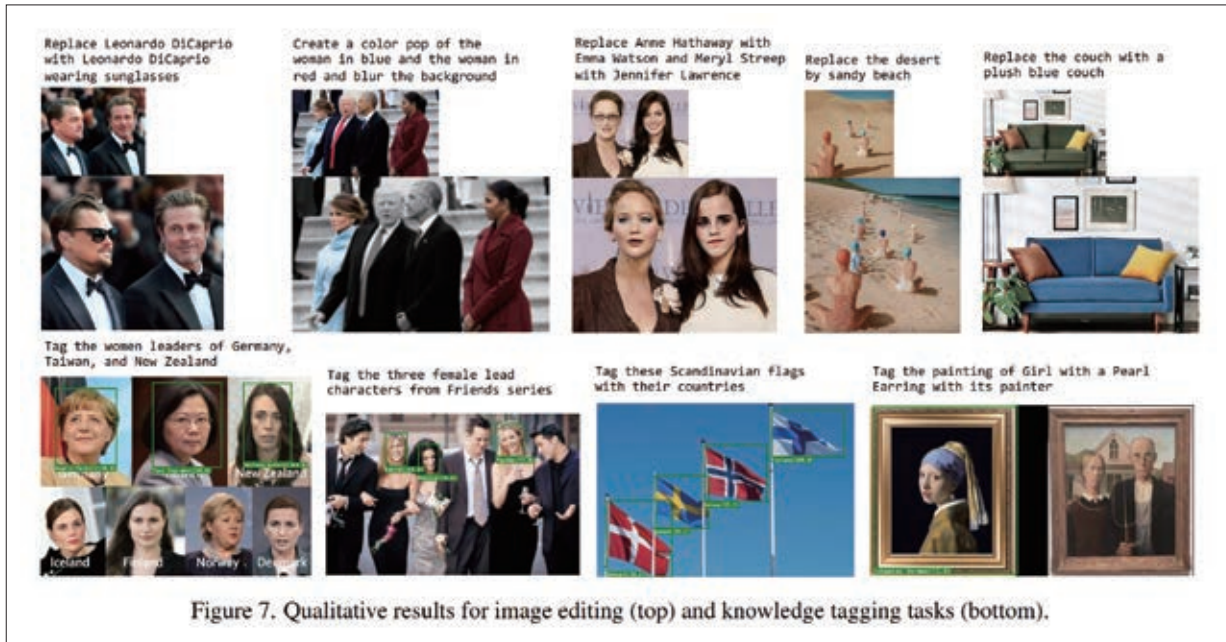 Replace Leonardo DiCaprio
with Leonardo DiCaprio
wearing sunglasses
Create a color pop of the
woman in blue and the woman in
red and blur the background
Replace Anne Hathaway with
Emma Watson and Meryl Streep
with Jennifer Lawrence
Replace the desert
by sandy beach
Replace the couch with a
plush blue couch
Tag the women leaders of Germany,
Taiwan, and New Zealand
New Zealand
Iceland
Finland
Norway
Denmark
Tag the three female lead
characters from Friends series
Tag these Scandinavian flags
with their countries
Tag the painting of Girl with a Pearl
Earring with its painter
Figure 7. Qualitative results for image editing (top) and knowledge tagging tasks (bottom).